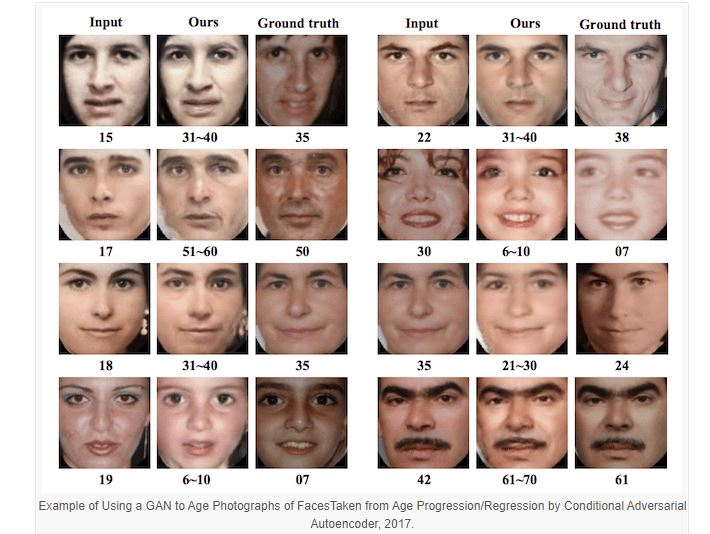 Input Ours Ground truth Input Ours Ground truth
15 31~40 35 22 31~40 38
17 51~60 50 30 6~10 07
18 31~40 35 35 21~30 24
19 6~10 07 42 61~70 61
Example of Using a GAN to Age Photographs of FacesTaken from Age Progression/Regression by Conditional Adversarial
Autoencoder, 2017.